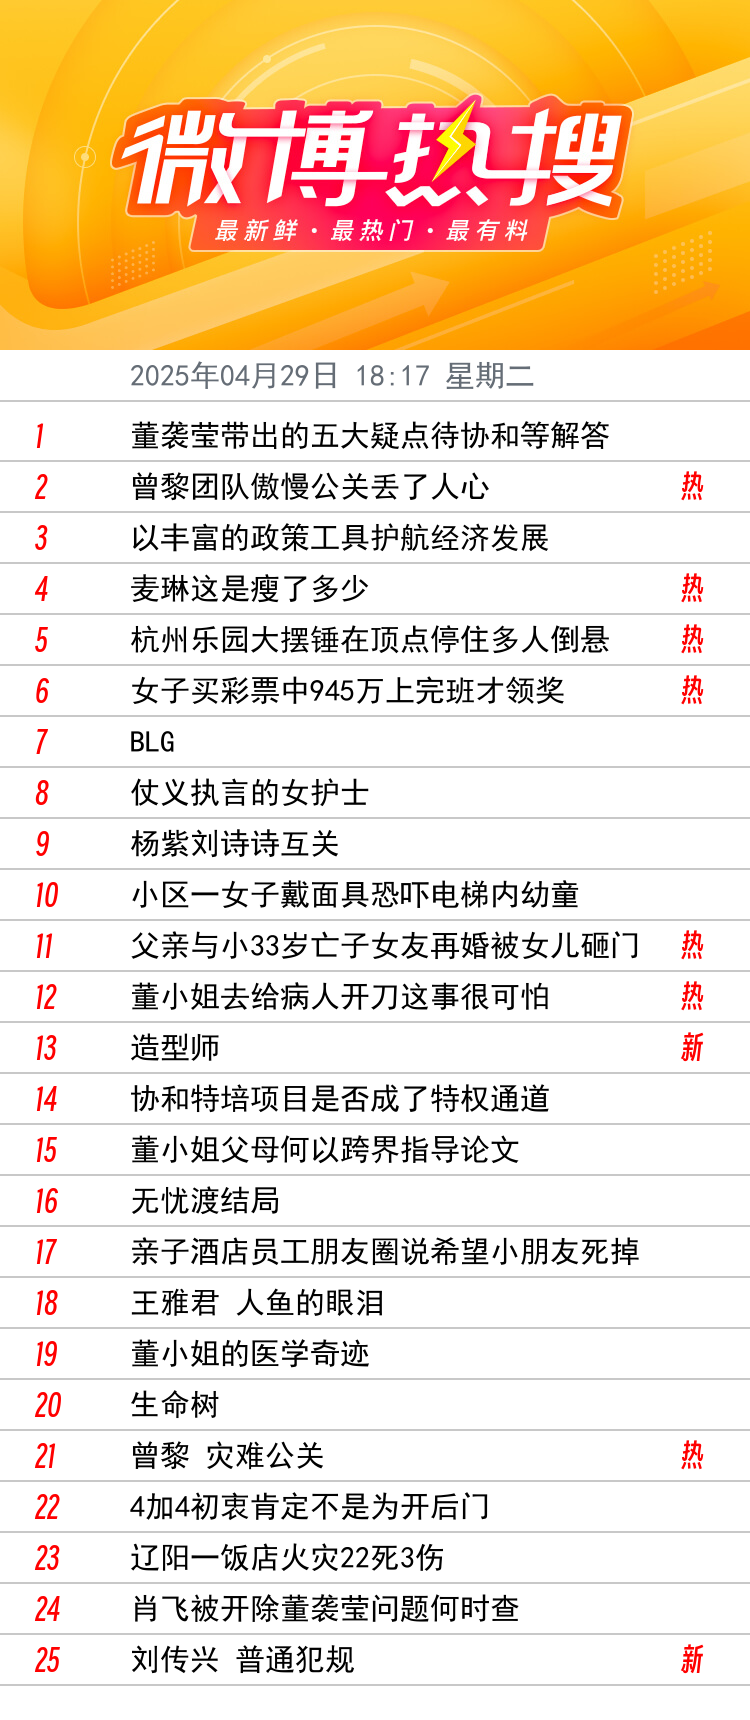 微博热搜
最新鲜·最热门·最有料
2025年04月29日 18:17 星期二
1 董袭莹带出的五大疑点待协和等解答
2 曾黎团队傲慢公关丢了人心 热
3 以丰富的政策工具护航经济发展
4 麦琳这是瘦了多少 热
5 杭州乐园大摆锤在顶点停住多人倒悬 热
6 女子买彩票中945万上完班才领奖 热
7 BLG
8 仗义执言的女护士
9 杨紫刘诗诗互关
10 小区一女子戴面具恐吓电梯内幼童
11 父亲与小33岁亡子女友再婚被女儿砸门 热
12 董小姐去给病人开刀这事很可怕 热
13 造型师 新
14 协和特培项目是否成了特权通道
15 董小姐父母何以跨界指导论文
16 无忧渡结局
17 亲子酒店员工朋友圈说希望小朋友死掉
18 王雅君 人鱼的眼泪
19 董小姐的医学奇迹
20 生命树
21 曾黎 灾难公关 热
22 4加4初衷肯定不是为开后门
23 辽阳一饭店火灾22死3伤
24 肖飞被开除董袭莹问题何时查
25 刘传兴 普通犯规 新